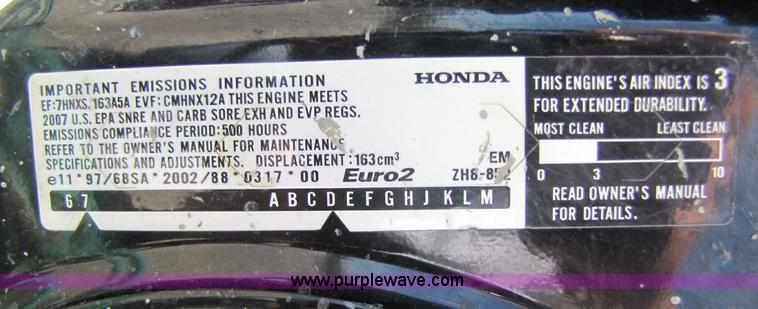 IMPORTANT EMISSIONS INFORMATION HONDA
EF:7HNXS.163A5A EVF:CMHNX12A THIS ENGINE MEETS
2007 U.S. EPA SNRE AND CARB SORE EXH AND EVP REGS.
EMISSIONS COMPLIANCE PERIOD:500 HOURS
REFER TO THE OWNER'S MANUAL FOR MAINTENANCE
SPECIFICATIONS AND ADJUSTMENTS. DISPLACEMENT:163cm³ EM
e11*97/68SA*2002/88*0317*00 Euro2
6 7 A B C D E F G H J K L M
THIS ENGINE'S AIR INDEX IS 3
FOR EXTENDED DURABILITY.
MOST CLEAN LEAST CLEAN
0 3 10
READ OWNER'S MANUAL
FOR DETAILS.
www.purplewave.com